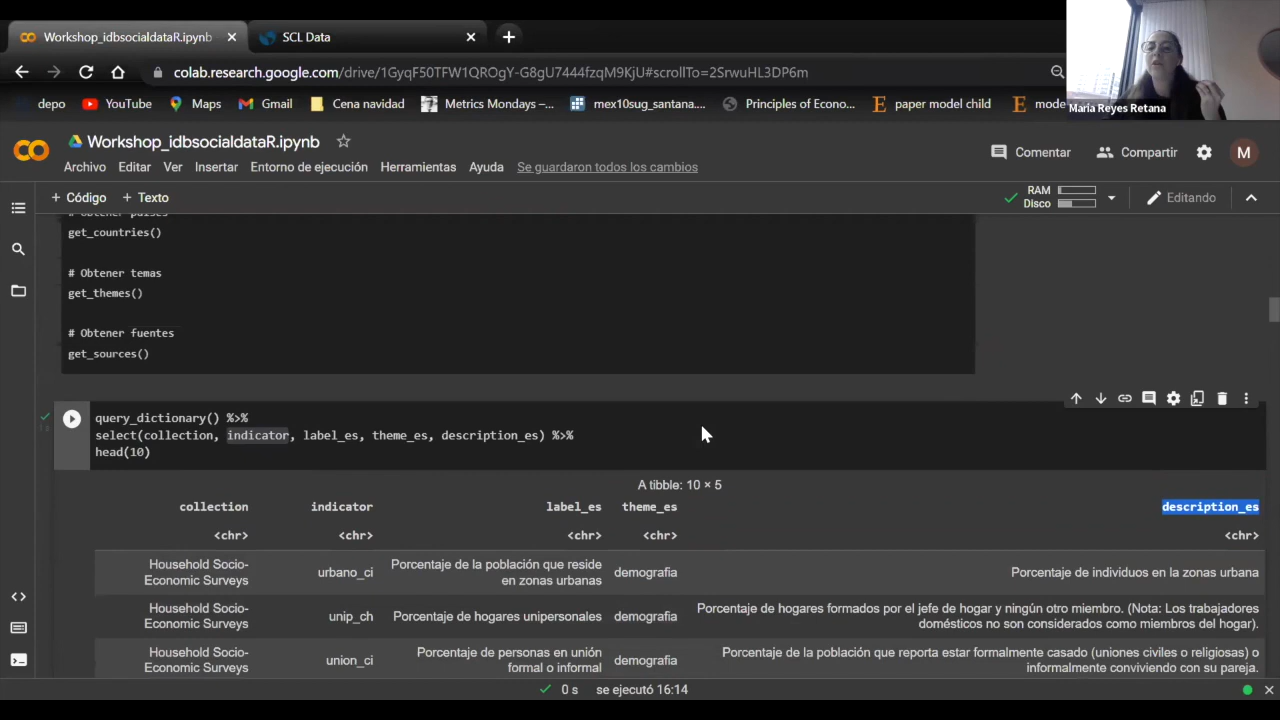 Workshop_idbsocialdataR.ipynb
SCL Data
colab.research.google.com/drive/1GyqF50TFW1QROgY-G8gU7444fzqM9KjU#scrollTo=2SrwuHL3DP6m
depo YouTube Maps Gmail Cena navidad Metrics Mondays –... mex10sug_santana.... Principles of Econo... paper model child mode
Maria Reyes Retana
Workshop_idbsocialdataR.ipynb
Comentar Compartir M
Archivo Editar Ver Insertar Entorno de ejecución Herramientas Ayuda Se guardaron todos los cambios
+ Código + Texto
RAM
Disco
Editando
# Obtener países
get_countries()
# Obtener temas
get_themes()
# Obtener fuentes
get_sources()
query_dictionary() %>%
select(collection, indicator, label_es, theme_es, description_es) %>%
head(10)
A tibble: 10 × 5
collection indicator label_es theme_es description_es
<chr> <chr> <chr> <chr> <chr>
Household Socio-
Economic Surveys
urbano_ci
Porcentaje de la población que reside
en zonas urbanas
demografia
Porcentaje de individuos en la zonas urbana
Household Socio-
Economic Surveys
unip_ch
Porcentaje de hogares unipersonales
demografia
Porcentaje de hogares formados por el jefe de hogar y ningún otro miembro. (Nota: Los trabajadores
domésticos no son considerados como miembros del hogar).
Household Socio-
Economic Surveys
union_ci
Porcentaje de personas en unión
formal o informal
demografia
Porcentaje de la población que reporta estar formalmente casado (uniones civiles o religiosas) o
informalmente conviviendo con su pareja.
0 s se ejecutó 16:14